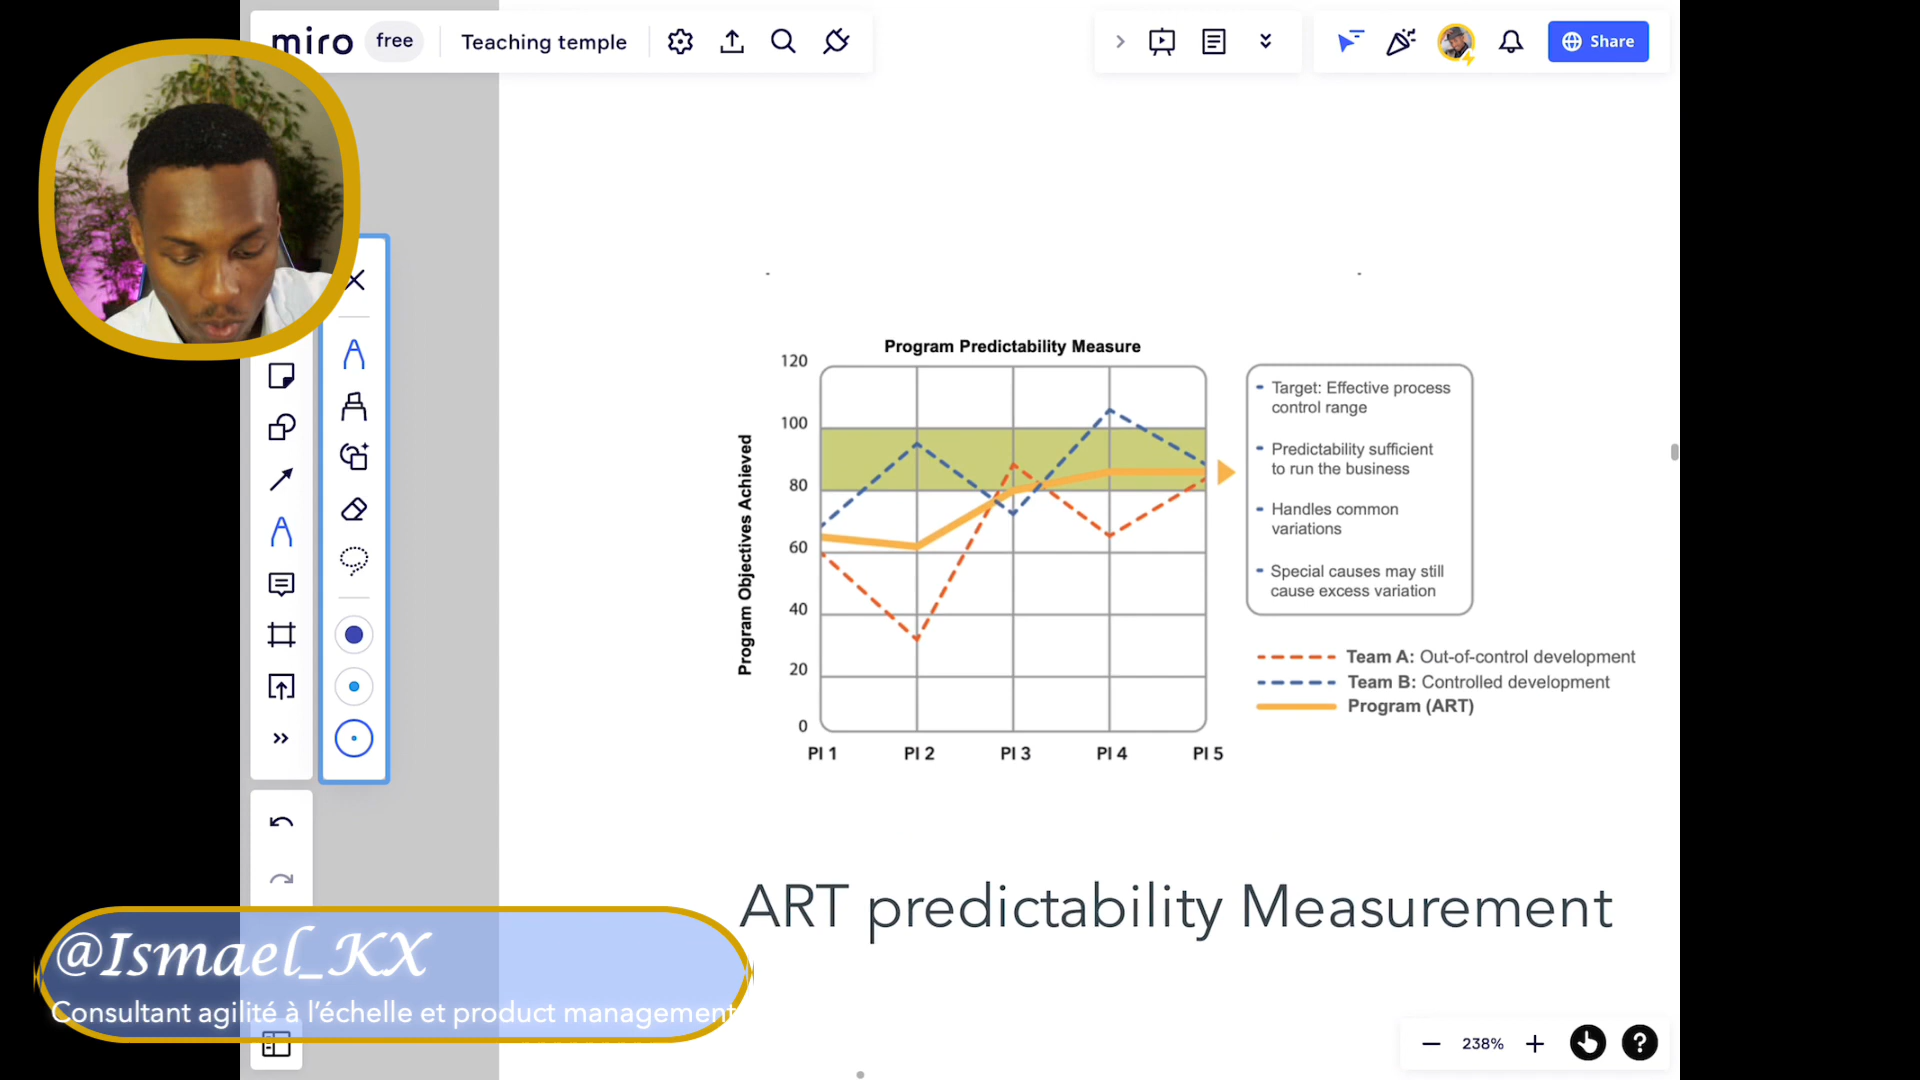 miro free Teaching temple
Share
Program Predictability Measure
120
100
80
60
40
20
0
Program Objectives Achieved
PI 1 PI 2 PI 3 PI 4 PI 5
- Target: Effective process
control range
- Predictability sufficient
to run the business
- Handles common
variations
- Special causes may still
cause excess variation
Team A: Out-of-control development
Team B: Controlled development
Program (ART)
ART predictability Measurement
@Ismael_KX
Consultant agilité à l'échelle et product management
238%